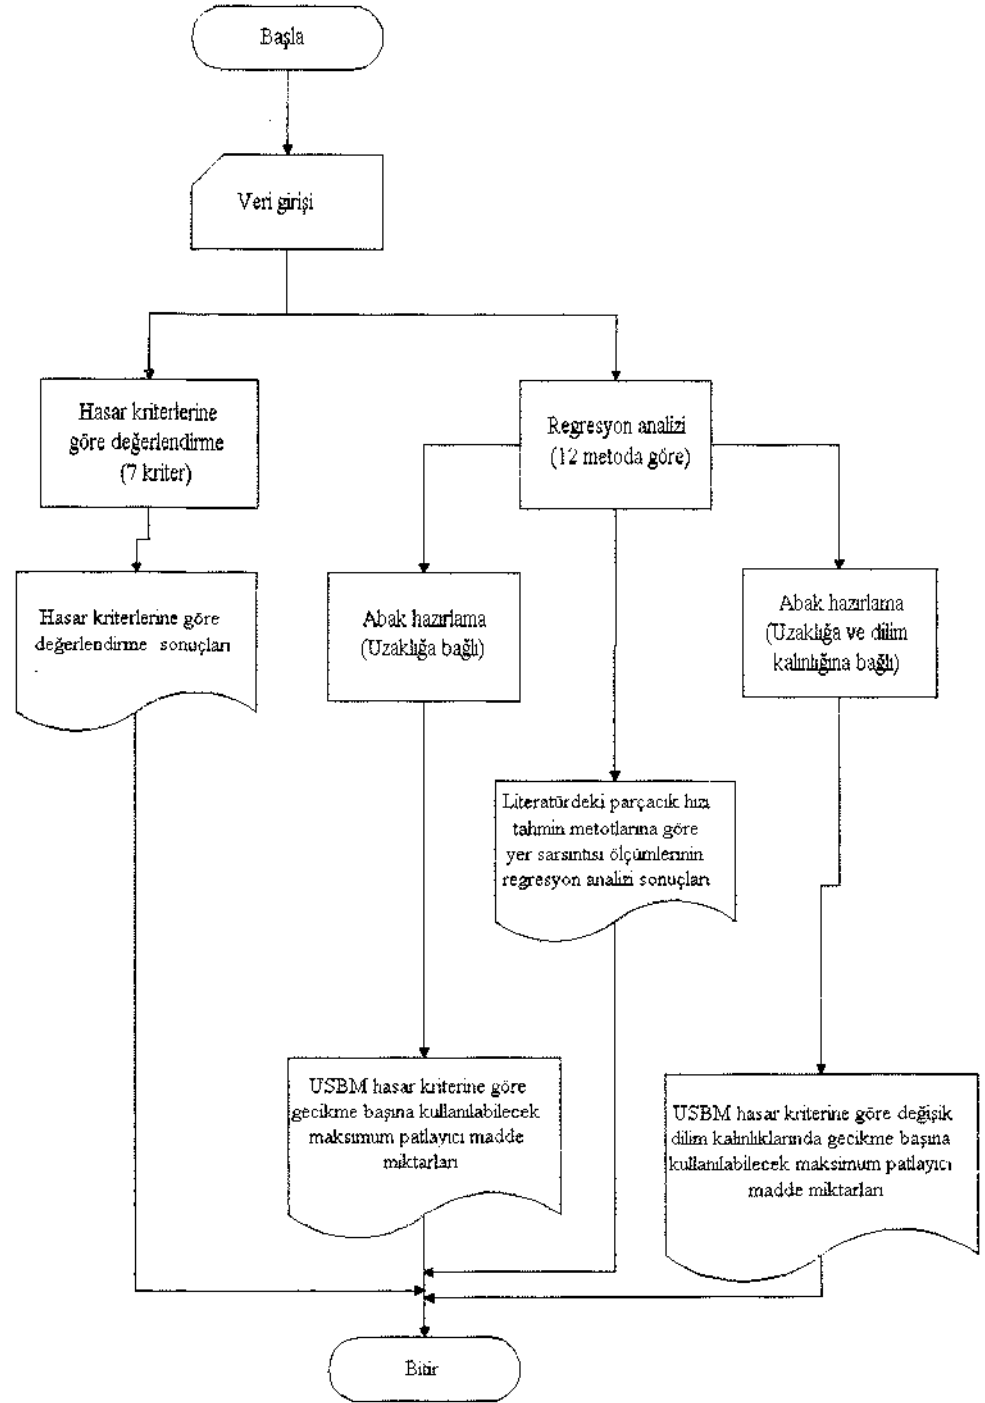 Başla
Veri girişi
Hasar kriterlerine
göre değerlendirme
(7 kriter)
Regresyon analizi
(12 metoda göre)
Hasar kriterlerine göre
değerlendirme sonuçları
Abak hazırlama
(Uzaklığa bağlı)
Abak hazırlama
(Uzaklığa ve dilim
kalınlığına bağlı)
Literatürdeki parçacık hızı
tahmin metotlarına göre
yer sarsıntısı ölçümlerinin
regresyon analizi sonuçları
USBM hasar kriterine göre
gecikme başına kullanılabilecek
maksimum patlayıcı madde
miktarları
USBM hasar kriterine göre değişik
dilim kalınlıklarında gecikme başına
kullanılabilecek maksimum patlayıcı
madde miktarları
Bitir